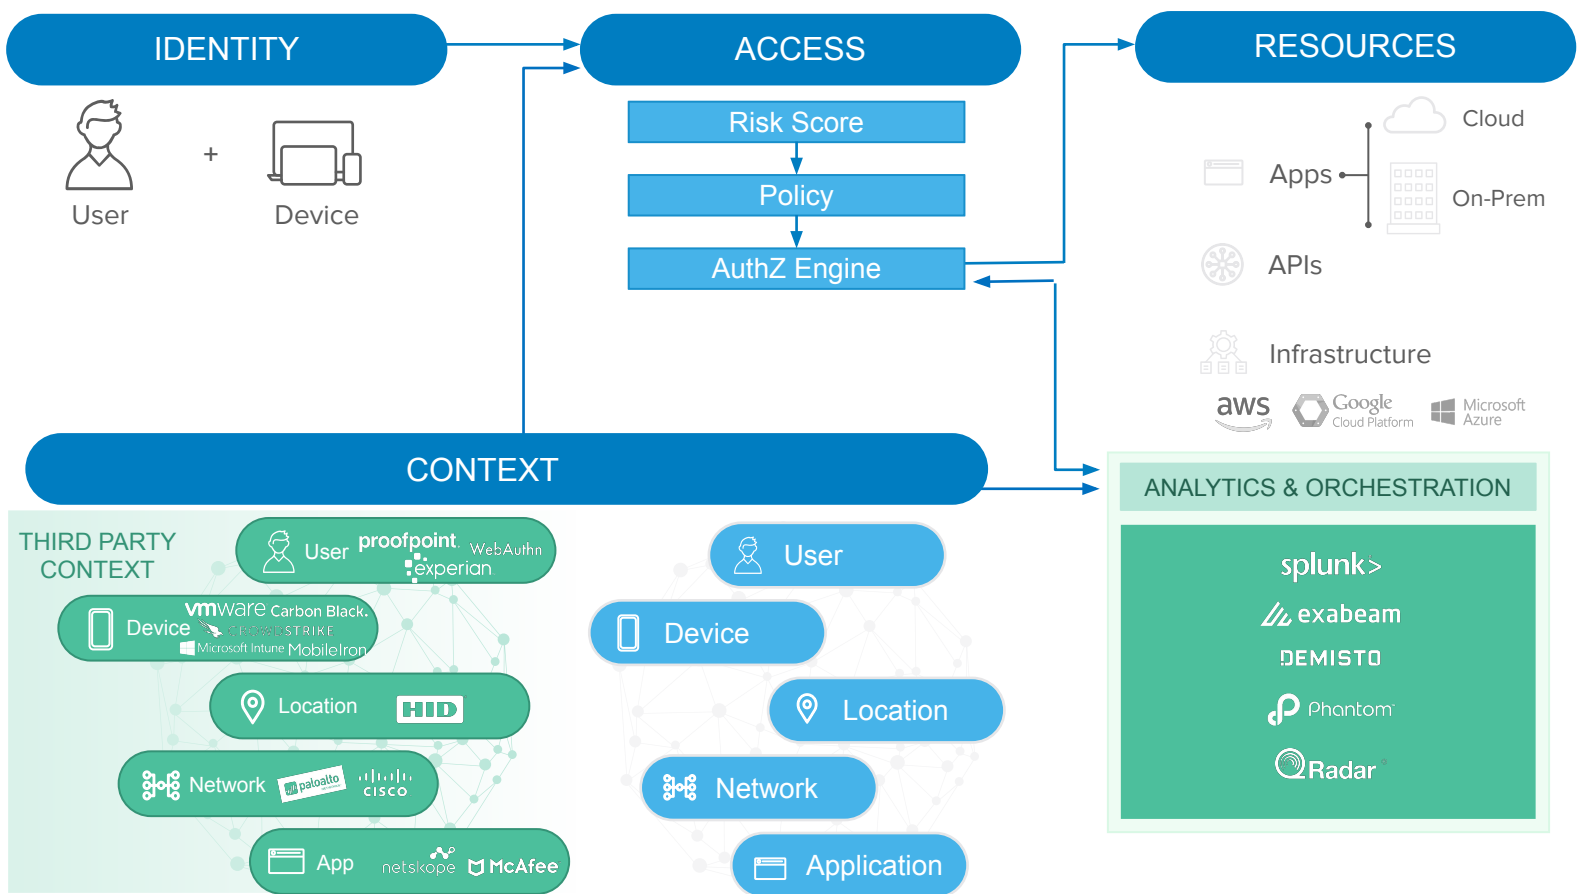 IDENTITY
ACCESS
RESOURCES
User
+
Device
Risk Score
Policy
AuthZ Engine
Apps
Cloud
On-Prem
APIs
Infrastructure
aws
Google
Cloud Platform
Microsoft
Azure
CONTEXT
THIRD PARTY
CONTEXT
User
proofpoint.
WebAuthn
experian
Device
vmware Carbon Black.
CROWDSTRIKE
Microsoft Intune
MobileIron
Location
HID
Network
paloalto
CISCO
App
netskope
McAfee
User
Device
Location
Network
Application
ANALYTICS & ORCHESTRATION
splunk>
exabeam
DEMISTO
Phantom
QRadar